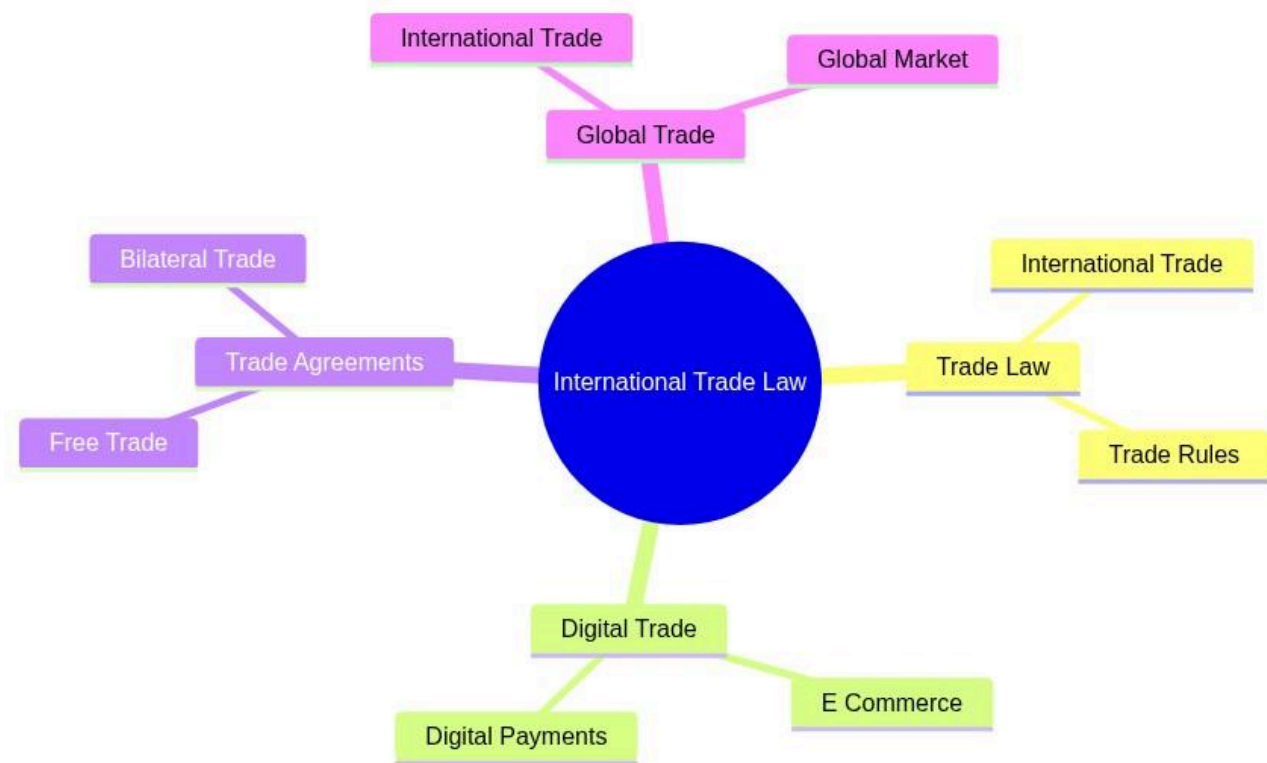 International Trade
Global Market
Global Trade
Bilateral Trade
International Trade
Trade Agreements
Trade Law
International Trade Law
Free Trade
Trade Rules
Digital Trade
E Commerce
Digital Payments